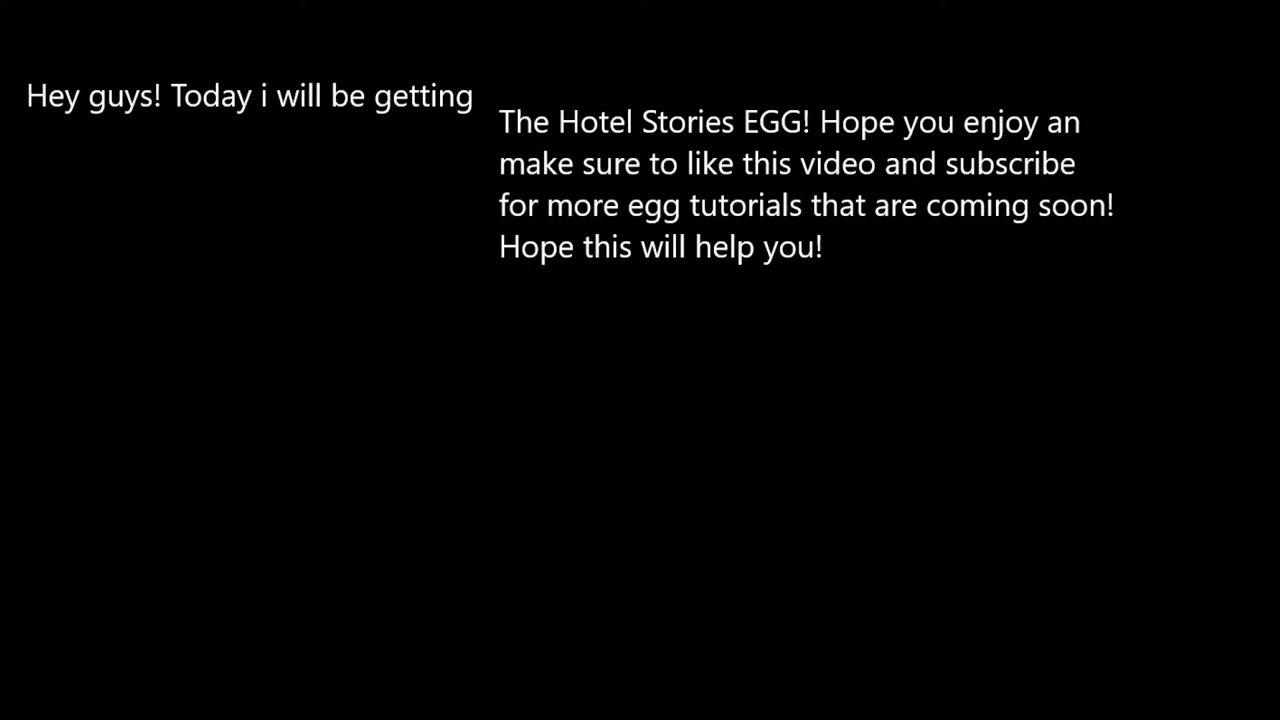 Hey guys! Today i will be getting
The Hotel Stories EGG! Hope you enjoy an
make sure to like this video and subscribe
for more egg tutorials that are coming soon!
Hope this will help you!